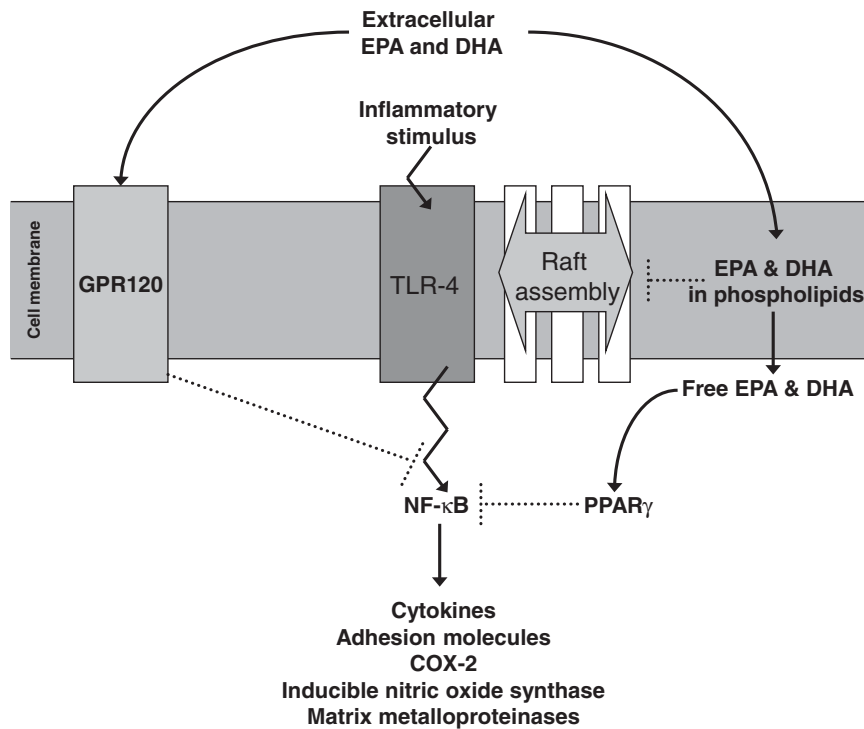 Extracellular
EPA and DHA
Inflammatory
stimulus
Cell membrane
GPR120
TLR-4
Raft
assembly
EPA & DHA
in phospholipids
Free EPA & DHA
NF-κB
PPARγ
Cytokines
Adhesion molecules
COX-2
Inducible nitric oxide synthase
Matrix metalloproteinases